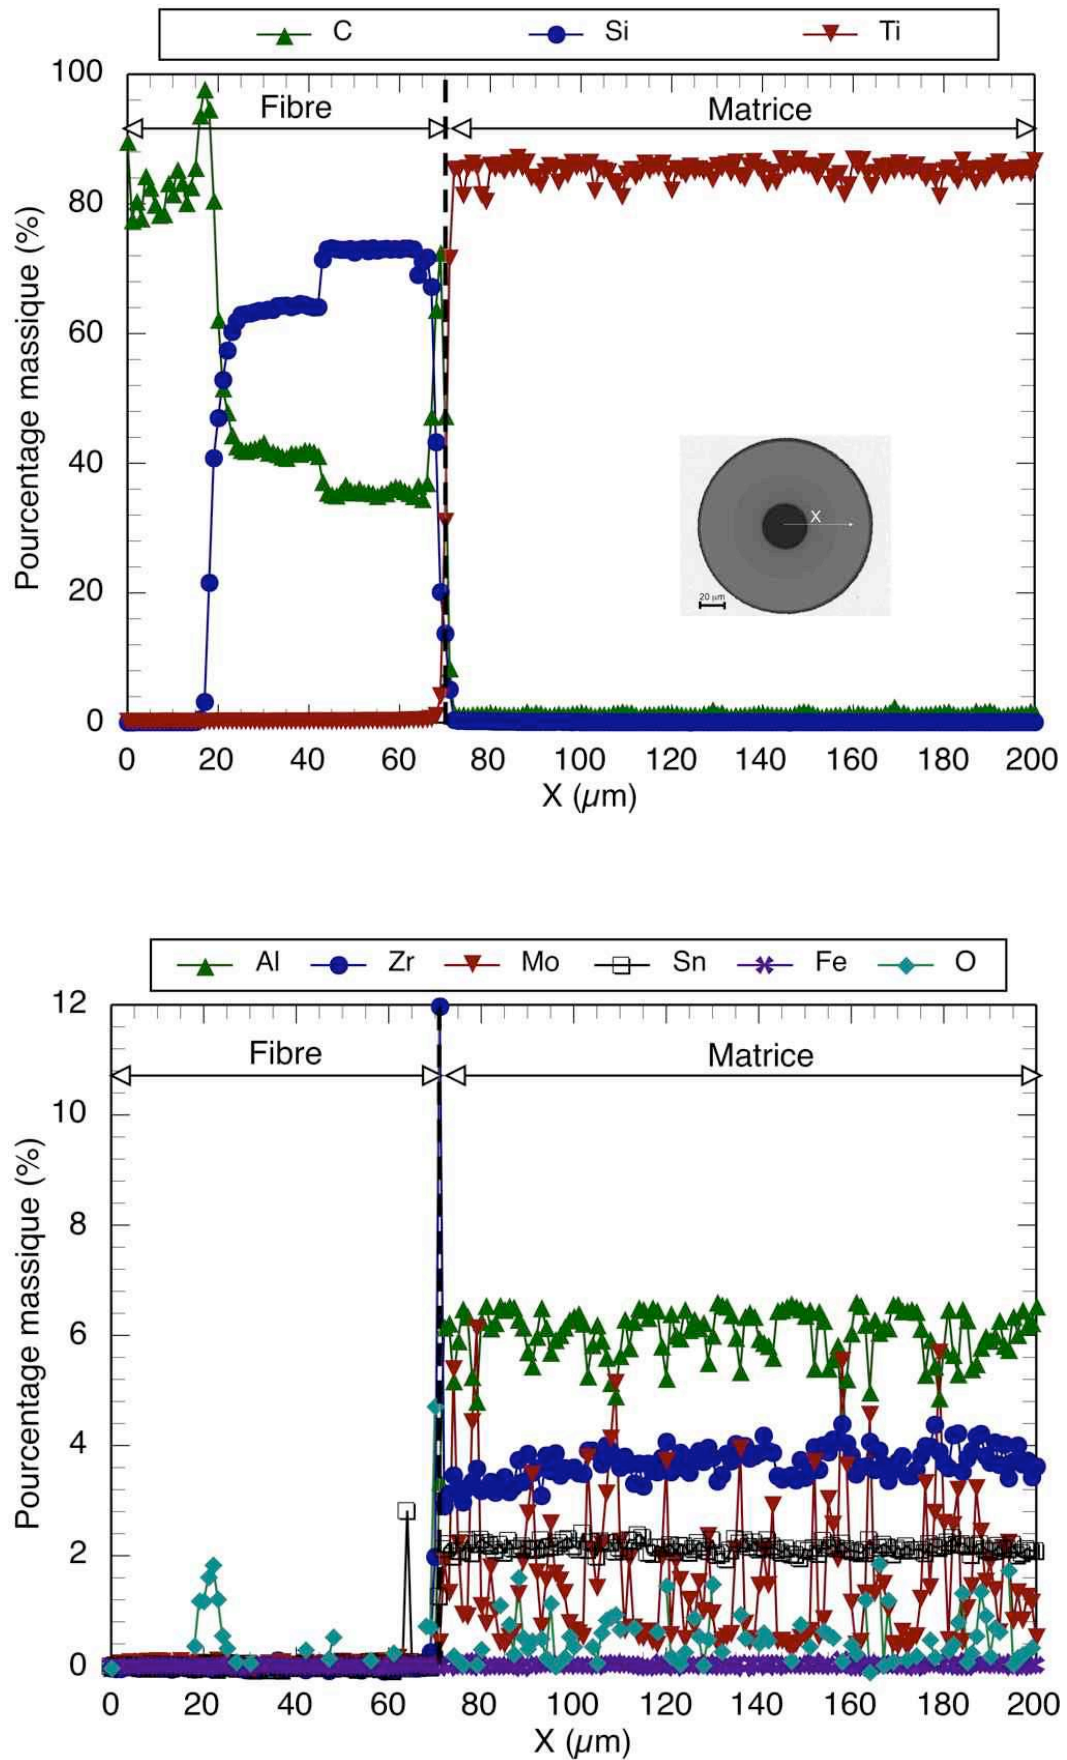 C Si Ti
100
Fibre Matrice
80
60
40
20
0
Pourcentage massique (%)
X
20 µm
0 20 40 60 80 100 120 140 160 180 200
X (µm)
Al Zr Mo Sn Fe O
12
Fibre Matrice
10
8
6
4
2
0
Pourcentage massique (%)
0 20 40 60 80 100 120 140 160 180 200
X (µm)